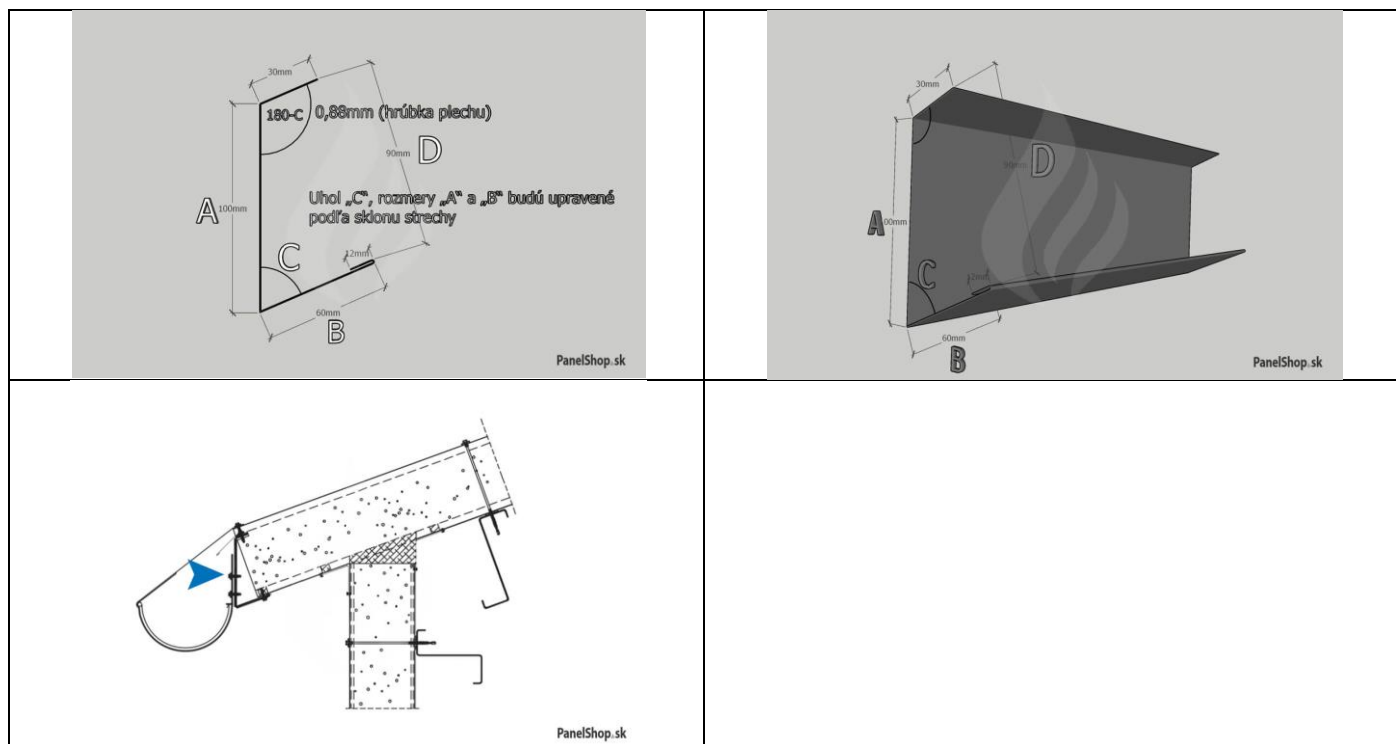 30mm
180-C 0,88mm (hrúbka plechu)
D
90mm
A 100mm
Uhol „C“, rozmery „A“ a „B“ budú upravené
podľa sklonu strechy
C
12mm
60mm
B
PanelShop.sk
30mm
D
90mm
A 00mm
C
12mm
60mm
B
PanelShop.sk
PanelShop.sk